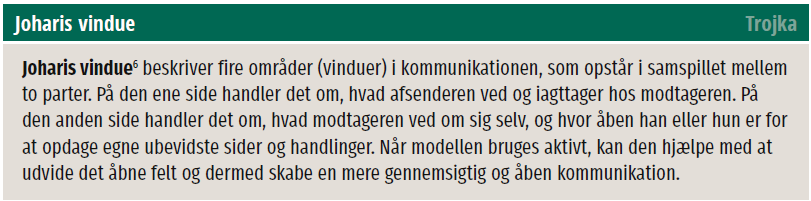 Joharis vindue Trojka
Joharis vindue⁶ beskriver fire områder (vinduer) i kommunikationen, som opstår i samspillet mellem
to parter. På den ene side handler det om, hvad afsenderen ved og iagttager hos modtageren. På
den anden side handler det om, hvad modtageren ved om sig selv, og hvor åben han eller hun er for
at opdage egne ubevidste sider og handlinger. Når modellen bruges aktivt, kan den hjælpe med at
udvide det åbne felt og dermed skabe en mere gennemsigtig og åben kommunikation.